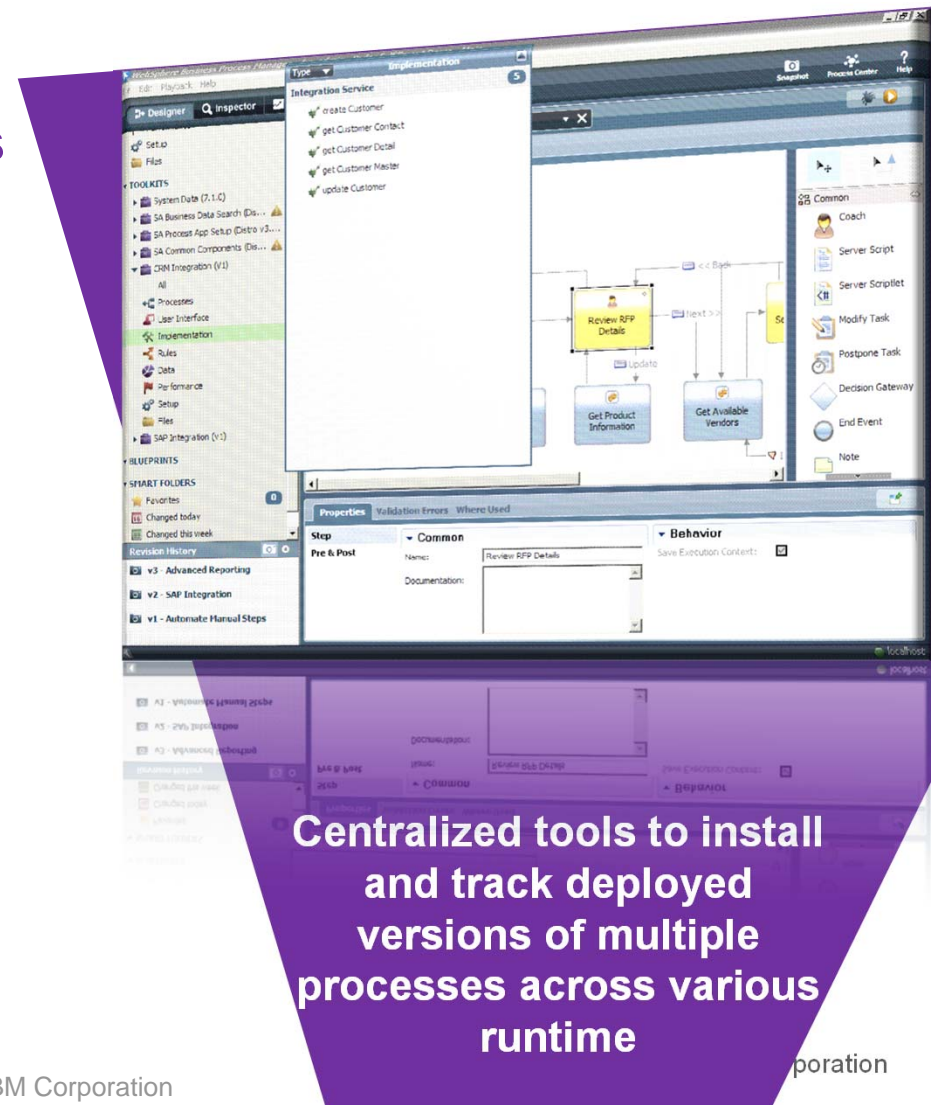 s
WebSphere Business Process Manager
Edit Playback Help
Designer
Inspector
Snapshot
Process Center
Help
Setup
Files
TOOLKITS
System Data (7.1.C)
SA Business Data Search (Dis...
SA Process App Setup (Distro v3....
SA Common Components (Dis...
CRM Integration (V1)
All
Processes
User Interface
Implementation
Rules
Data
Performance
Setup
Files
SAP Integration (V1)
BLUEPRINTS
SMART FOLDERS
Favorites
0
Changed today
Changed this week
Revision History
v3 - Advanced Reporting
v2 - SAP Integration
v1 - Automate Manual Steps
Type
Implementation
Integration Service
5
create Customer
get Customer Contact
get Customer Detail
get Customer Master
update Customer
<< Back
Review RFP
Details
Next >>
Se
Update
Get Product
Information
Get Available
Vendors
Common
Coach
Server Script
Server Scriptlet
Modify Task
Postpone Task
Decision Gateway
End Event
Note
Properties
Validation Errors
Where Used
Step
Pre & Post
Common
Name:
Review RFP Details
Documentation:
Behavior
Save Execution Context:
localhost
Centralized tools to install
and track deployed
versions of multiple
processes across various
runtime
poration
BM Corporation